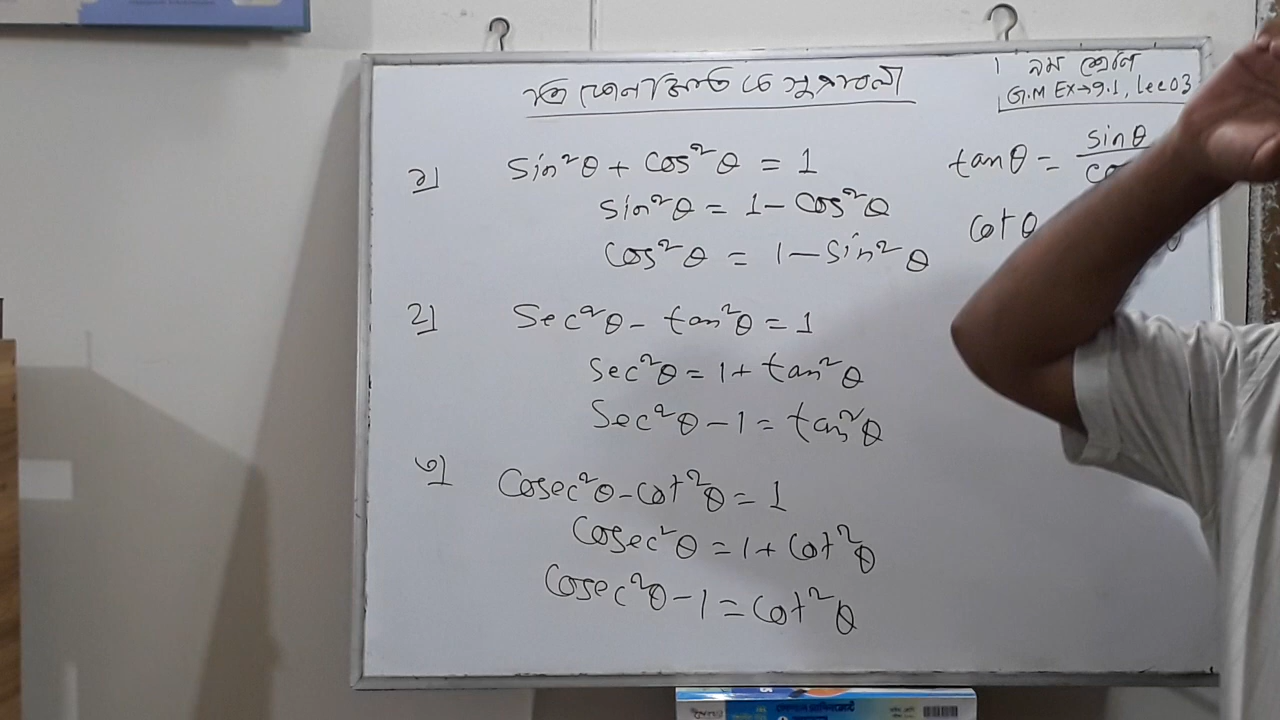 ত্রিকোণমিতিতে সূত্রাবলী
৯ম শ্রেণি
G.M EX→9.1, Lec03
১) sin²θ + cos²θ = 1
sin²θ = 1 - cos²θ
cos²θ = 1 - sin²θ
tanθ = sinθ
cotθ
২) sec²θ - tan²θ = 1
sec²θ = 1 + tan²θ
sec²θ - 1 = tan²θ
৩) cosec²θ - cot²θ = 1
cosec²θ = 1 + cot²θ
cosec²θ - 1 = cot²θ